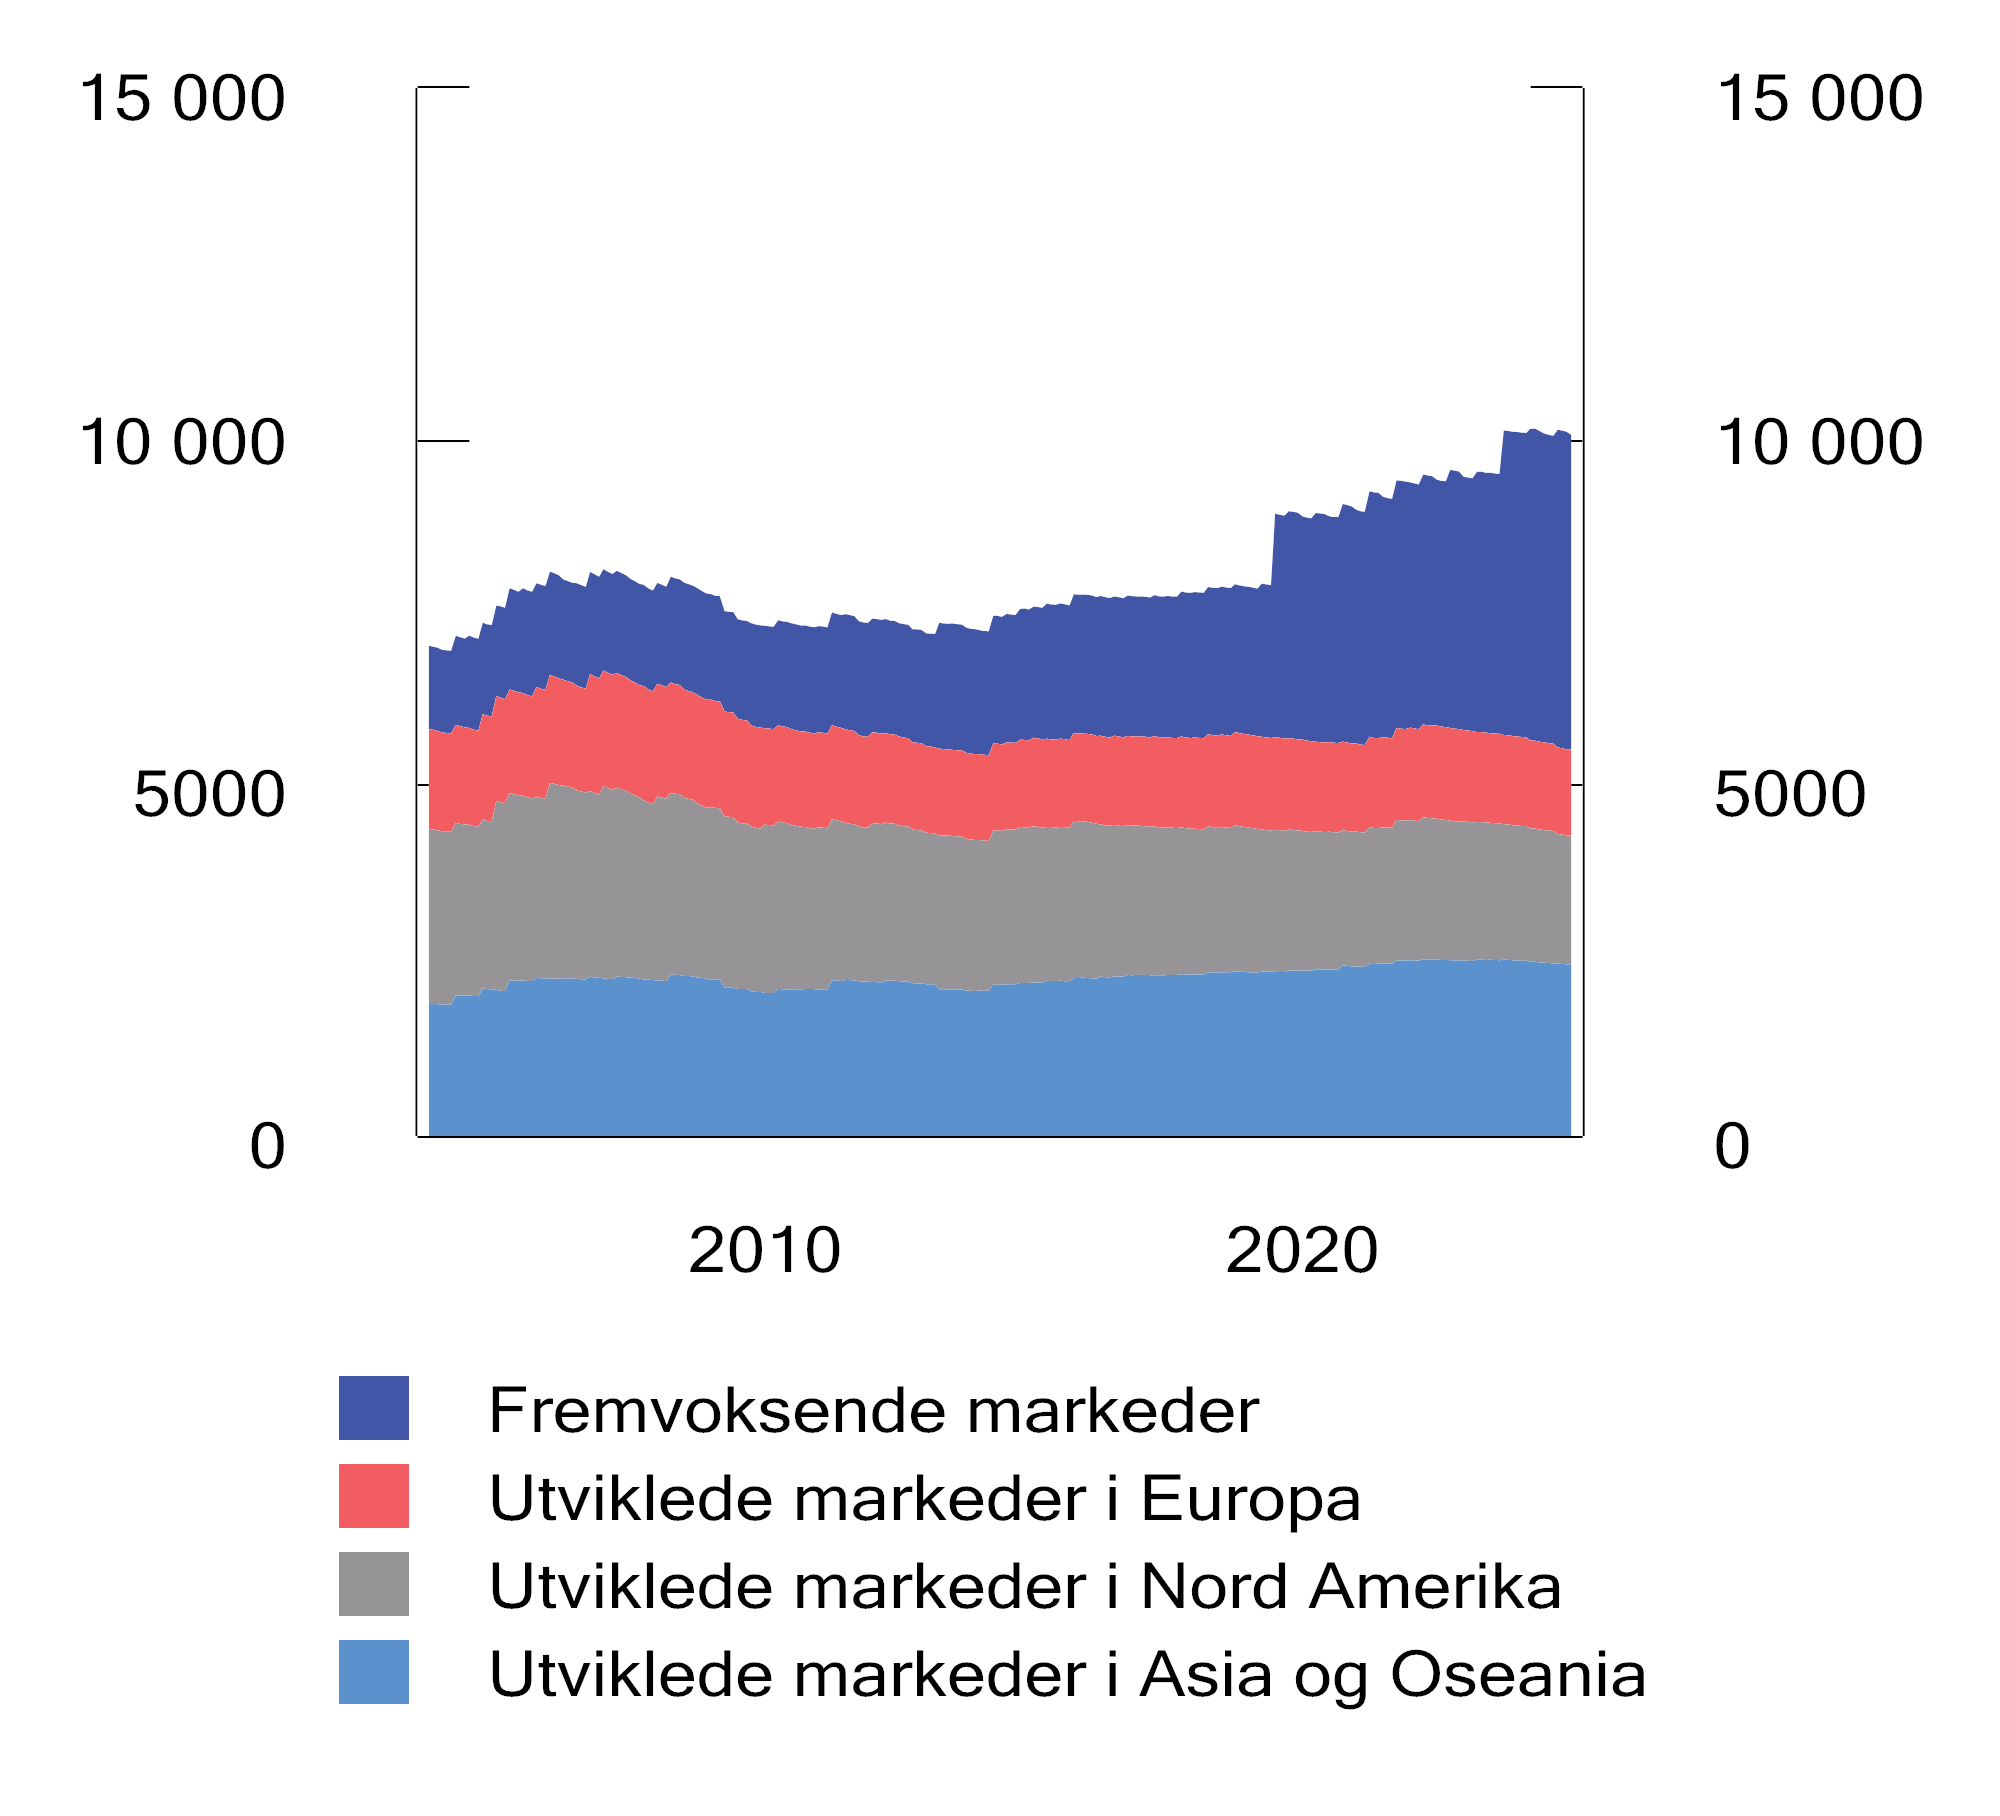 15 000 15 000
10 000 10 000
5000 5000
0 0
2010 2020
Fremvoksende markeder
Utviklede markeder i Europa
Utviklede markeder i Nord Amerika
Utviklede markeder i Asia og Oseania